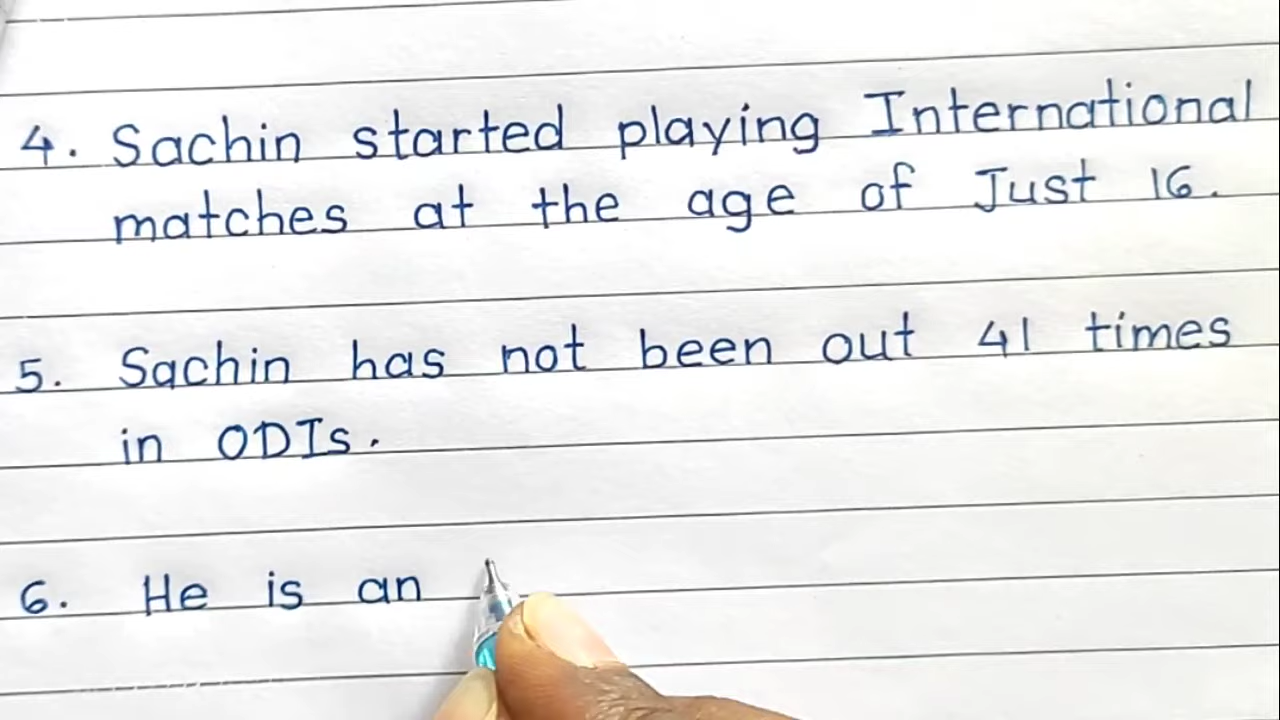 4. Sachin started playing International
matches at the age of Just 16.
5. Sachin has not been out 41 times
in ODIs.
6. He is an